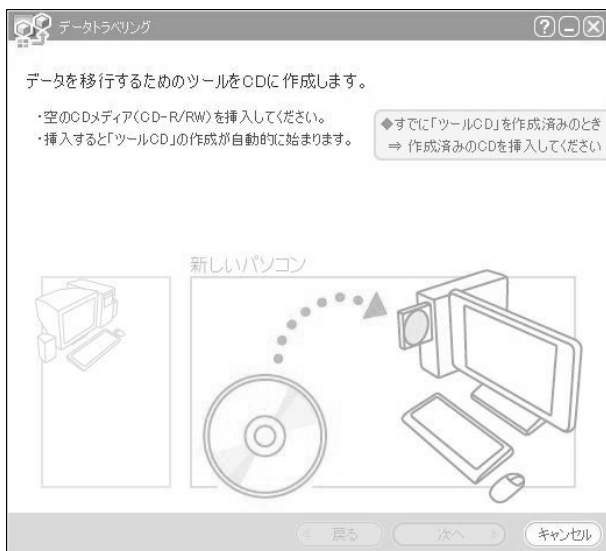 データトラベリング
データを移行するためのツールをCDに作成します。
・空のCDメディア(CD-R/RW)を挿入してください。
・挿入すると「ツールCD」の作成が自動的に始まります。
◆すでに「ツールCD」を作成済みのとき
⇒ 作成済みのCDを挿入してください
新しいパソコン
戻る
次へ
キャンセル